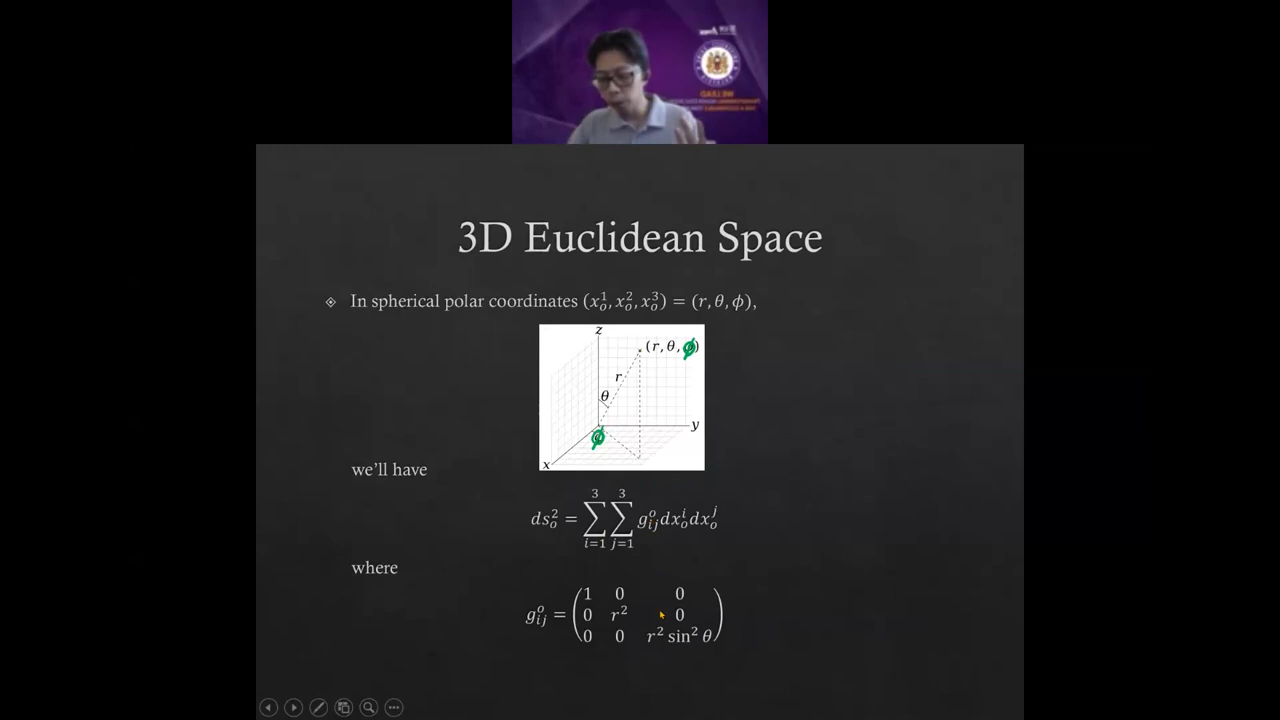 3D Euclidean Space
In spherical polar coordinates (x_o^1, x_o^2, x_o^3) = (r, θ, ϕ),
z
(r, θ, ϕ)
r
θ
y
ϕ
x
we'll have
ds_o^2 = ∑_{i=1}^{3} ∑_{j=1}^{3} g_{ij}^o dx_o^i dx_o^j
where
g_{ij}^o = (1 0 0
0 r^2 0
0 0 r^2 sin^2 θ)